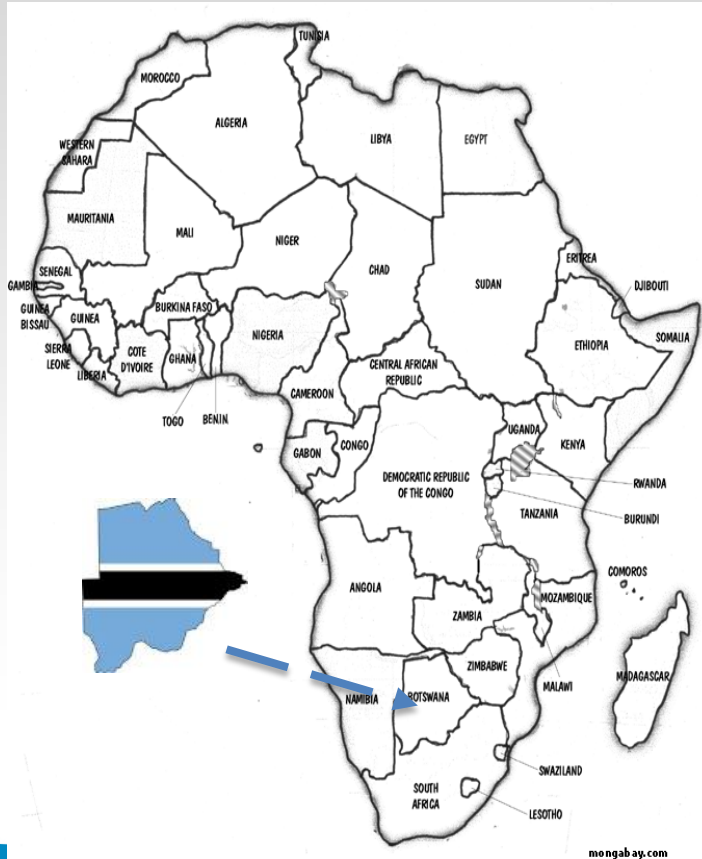 TUNISIA
MOROCCO
ALGERIA
LIBYA
EGYPT
WESTERN
SAHARA
MAURITANIA
MALI
NIGER
CHAD
SUDAN
ERITREA
DJIBOUTI
SENEGAL
GAMBIA
GUINEA
BISSAU
GUINEA
BURKINA FASO
NIGERIA
ETHIOPIA
SOMALIA
SIERRA
LEONE
LIBERIA
COTE
D'IVOIRE
GHANA
TOGO
BENIN
CAMEROON
CENTRAL AFRICAN
REPUBLIC
GABON
CONGO
DEMOCRATIC REPUBLIC
OF THE CONGO
UGANDA
KENYA
RWANDA
BURUNDI
TANZANIA
COMOROS
ANGOLA
ZAMBIA
MOZAMBIQUE
MALAWI
ZIMBABWE
MADAGASCAR
NAMIBIA
BOTSWANA
SWAZILAND
SOUTH
AFRICA
LESOTHO
mongabay.com